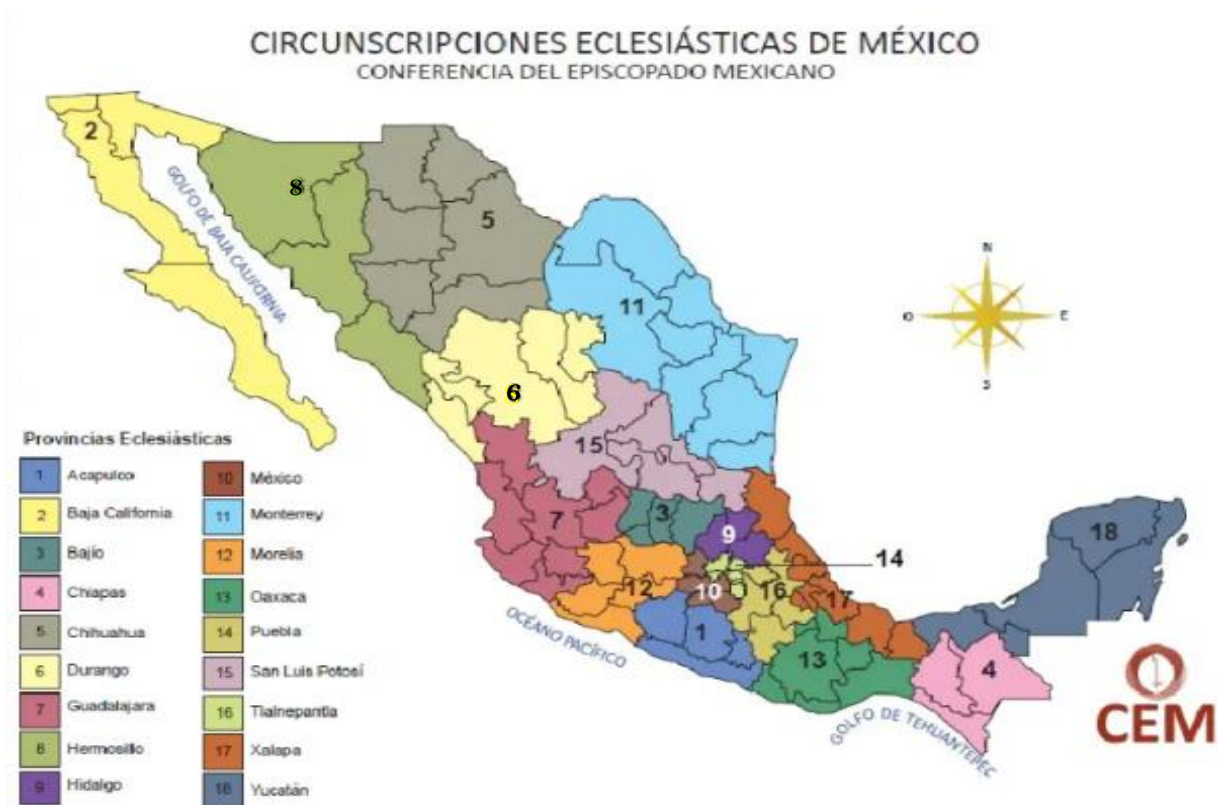 CIRCUNSCRIPCIONES ECLESIÁSTICAS DE MÉXICO
CONFERENCIA DEL EPISCOPADO MEXICANO
2
8
5
GOLFO DE BAJA CALIFORNIA
11
N
O
E
S
6
15
Provincias Eclesiásticas
1 Acapulco
2 Baja California
3 Bajío
4 Chiapas
5 Chihuahua
6 Durango
7 Guadalajara
8 Hermosillo
9 Hidalgo
10 México
11 Monterrey
12 Morelia
13 Oaxaca
14 Puebla
15 San Luis Potosí
16 Tlalnepantla
17 Xalapa
18 Yucatán
7
3
9
14
18
12
10
16
17
1
13
4
OCÉANO PACÍFICO
GOLFO DE TEHUANTEPEC
CEM